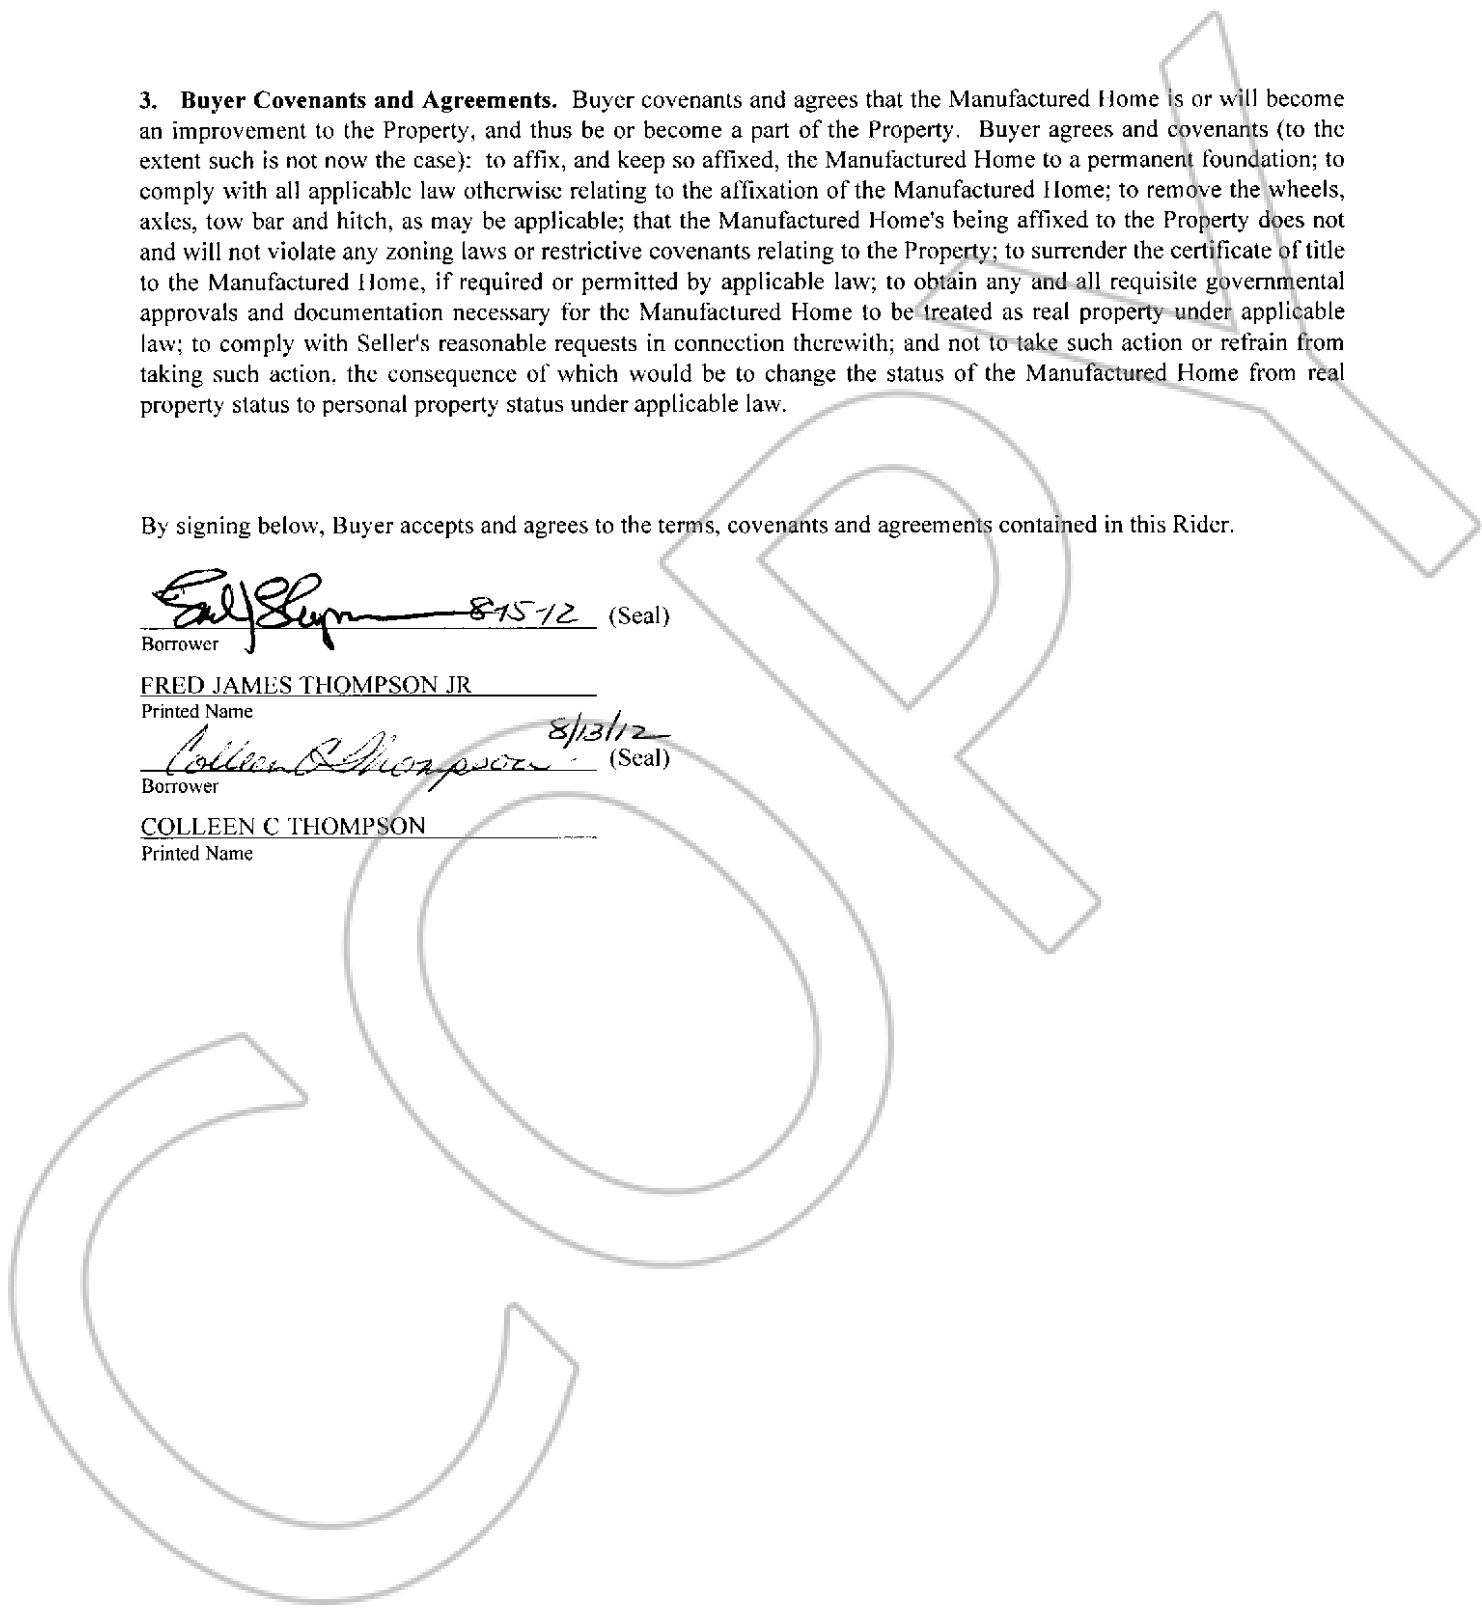 3. Buyer Covenants and Agreements. Buyer covenants and agrees that the Manufactured Home is or will become
an improvement to the Property, and thus be or become a part of the Property. Buyer agrees and covenants (to the
extent such is not now the case): to affix, and keep so affixed, the Manufactured Home to a permanent foundation; to
comply with all applicable law otherwise relating to the affixation of the Manufactured Home; to remove the wheels,
axles, tow bar and hitch, as may be applicable; that the Manufactured Home's being affixed to the Property does not
and will not violate any zoning laws or restrictive covenants relating to the Property; to surrender the certificate of title
to the Manufactured Home, if required or permitted by applicable law; to obtain any and all requisite governmental
approvals and documentation necessary for the Manufactured Home to be treated as real property under applicable
law; to comply with Seller's reasonable requests in connection therewith; and not to take such action or refrain from
taking such action, the consequence of which would be to change the status of the Manufactured Home from real
property status to personal property status under applicable law.
By signing below, Buyer accepts and agrees to the terms, covenants and agreements contained in this Rider.
8-15-12 (Seal)
Borrower
FRED JAMES THOMPSON JR
Printed Name
8/13/12
Colleen C Thompson (Seal)
Borrower
COLLEEN C THOMPSON
Printed Name
COPY